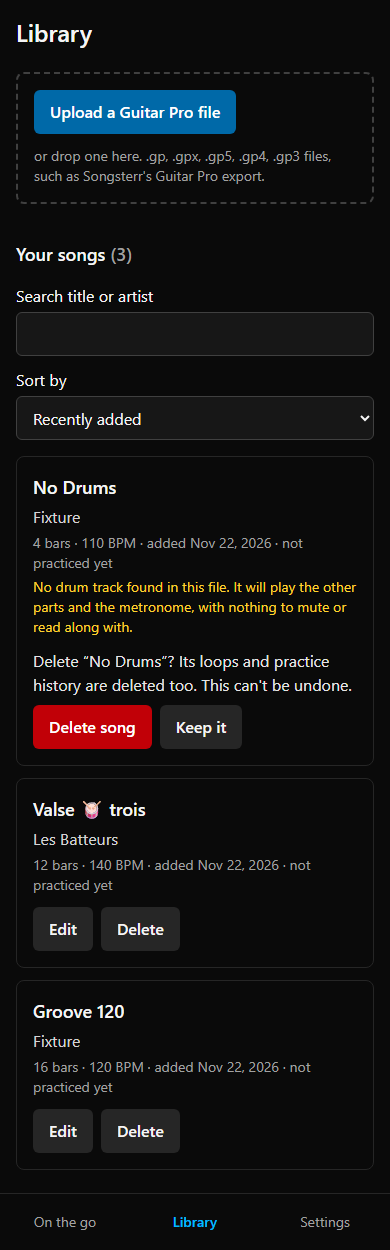 Library
Upload a Guitar Pro file
or drop one here. .gp, .gpx, .gp5, .gp4, .gp3 files,
such as Songsterr's Guitar Pro export.
Your songs (3)
Search title or artist
Sort by
Recently added
No Drums
Fixture
4 bars · 110 BPM · added Nov 22, 2026 · not
practiced yet
No drum track found in this file. It will play the other
parts and the metronome, with nothing to mute or
read along with.
Delete “No Drums”? Its loops and practice
history are deleted too. This can't be undone.
Delete song Keep it
Valse 🥁 trois
Les Batteurs
12 bars · 140 BPM · added Nov 22, 2026 · not
practiced yet
Edit Delete
Groove 120
Fixture
16 bars · 120 BPM · added Nov 22, 2026 · not
practiced yet
Edit Delete
On the go Library Settings